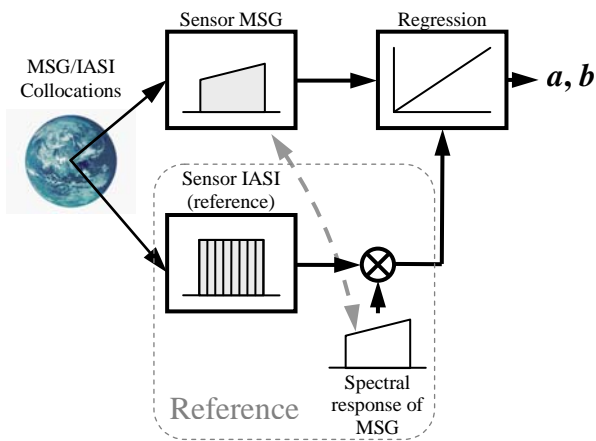 Sensor MSG
Regression
MSG/IASI
Collocations
a, b
Sensor IASI
(reference)
Spectral
response of
MSG
Reference